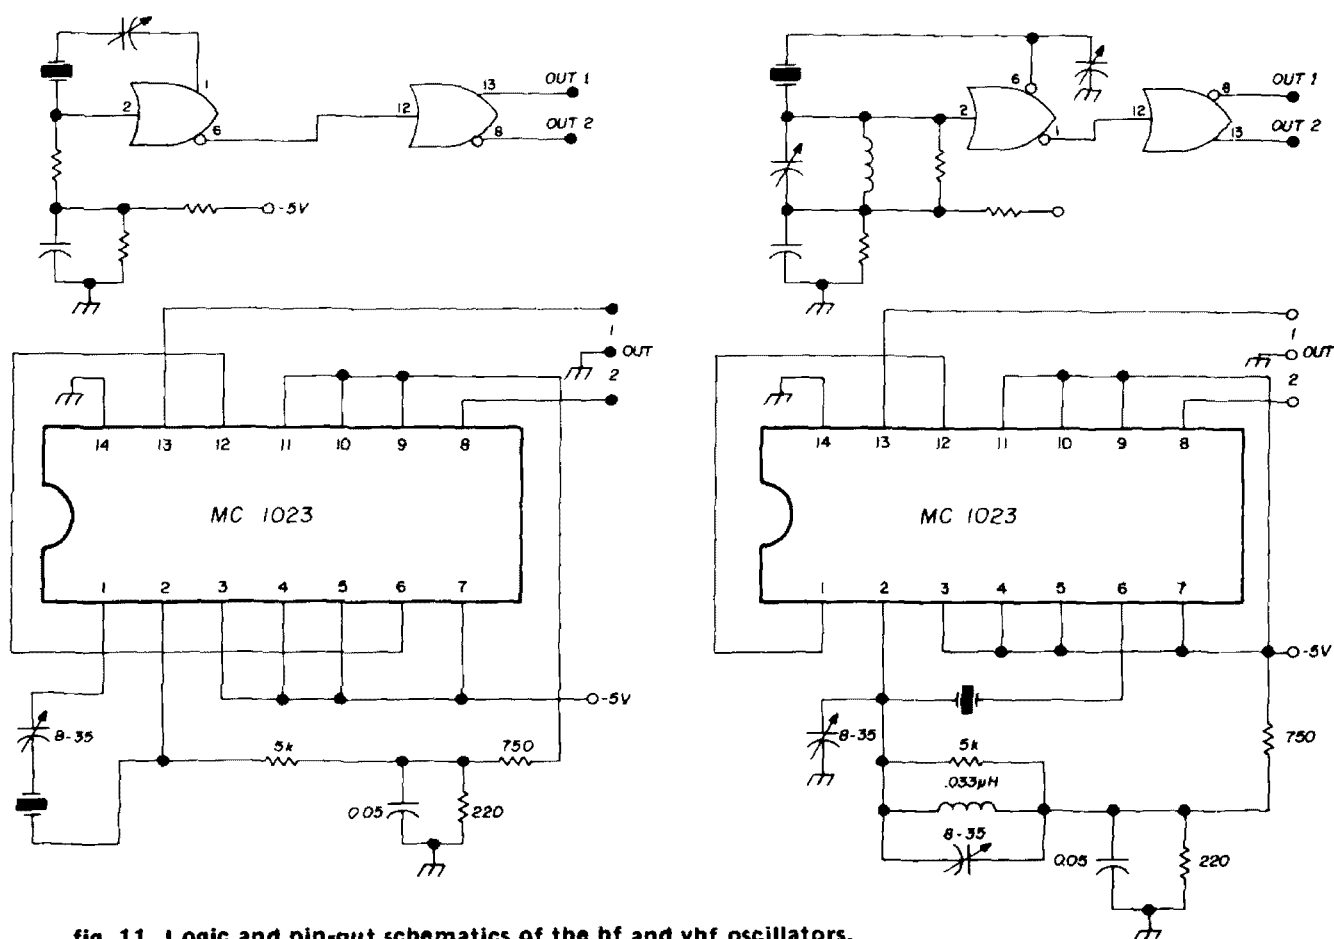 1
2
6
12
13
8
OUT 1
OUT 2
-5V
6
2
1
12
8
13
OUT 1
OUT 2
1
OUT
2
14 13 12 11 10 9 8
MC 1023
1 2 3 4 5 6 7
-5V
8-35
5k
750
0.05
220
1
OUT
2
14 13 12 11 10 9 8
MC 1023
1 2 3 4 5 6 7
-5V
8-35
5k
.033µH
8-35
750
0.05
220
fig. 11. Logic and pin-out schematics of the hf and vhf oscillators.